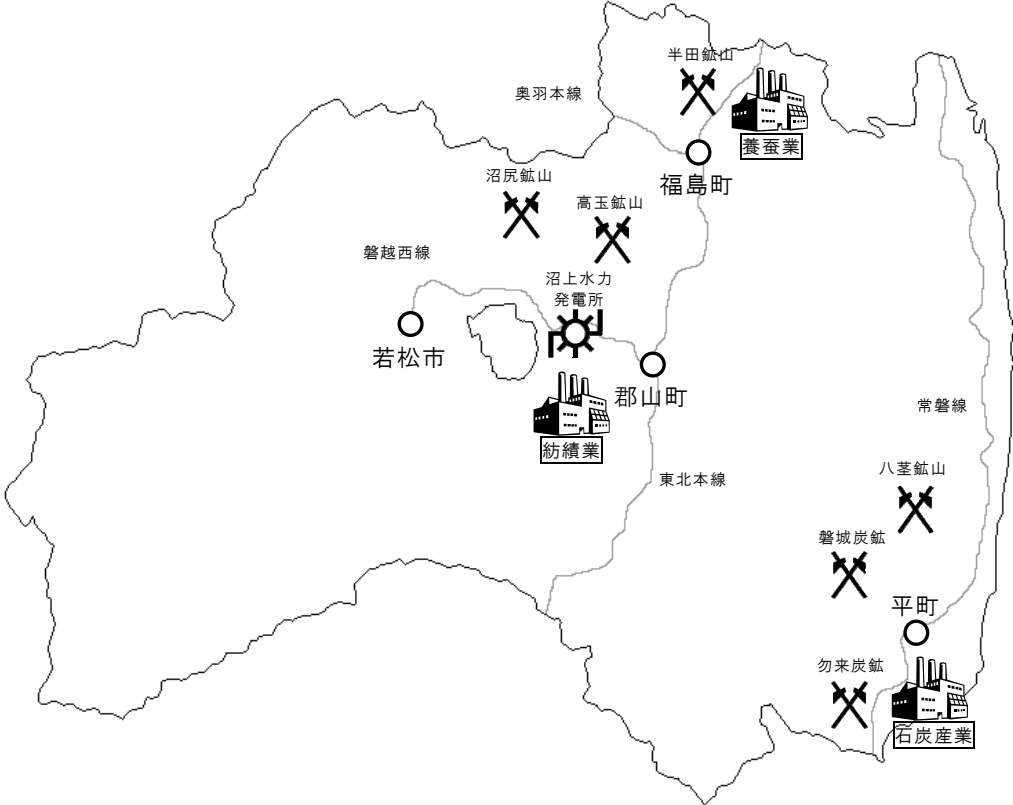 半田鉱山
奥羽本線
養蚕業
福島町
沼尻鉱山
高玉鉱山
磐越西線
沼上水力
発電所
若松市
郡山町
紡績業
常磐線
東北本線
八茎鉱山
磐城炭鉱
平町
勿来炭鉱
石炭産業